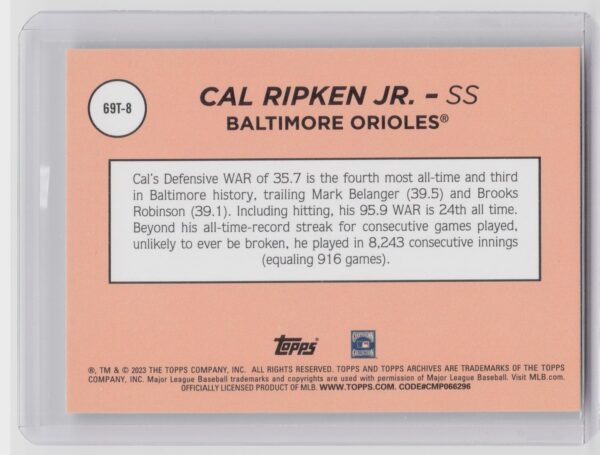 69T-8
CAL RIPKEN JR. – SS
BALTIMORE ORIOLES®
Cal's Defensive WAR of 35.7 is the fourth most all-time and third
in Baltimore history, trailing Mark Belanger (39.5) and Brooks
Robinson (39.1). Including hitting, his 95.9 WAR is 24th all time.
Beyond his all-time-record streak for consecutive games played,
unlikely to ever be broken, he played in 8,243 consecutive innings
(equaling 916 games).
Topps
®, TM & © 2023 THE TOPPS COMPANY, INC. ALL RIGHTS RESERVED. TOPPS AND TOPPS ARCHIVES ARE TRADEMARKS OF THE TOPPS
COMPANY, INC. Major League Baseball trademarks and copyrights are used with permission of Major League Baseball. Visit MLB.com.
OFFICIALLY LICENSED PRODUCT OF MLB. WWW.TOPPS.COM. CODE#CMP066296